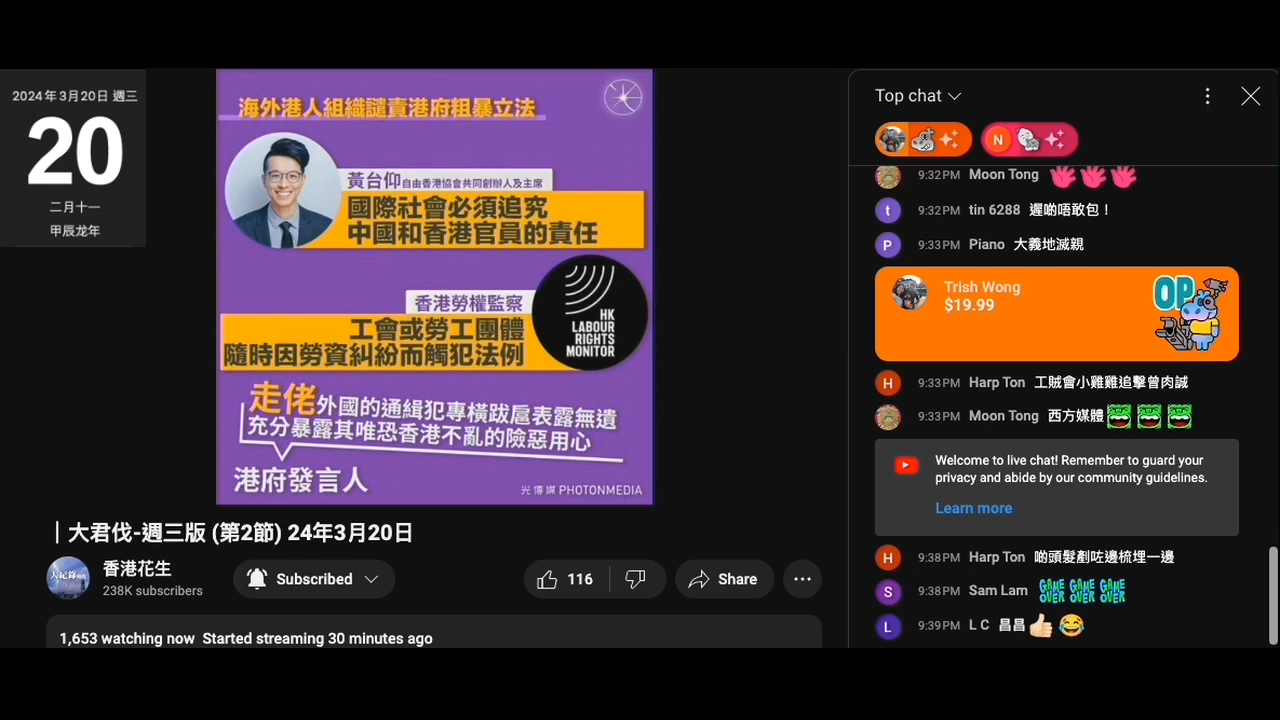 2024年3月20日 週三
20
二月十一
甲辰龙年
海外港人組織譴責港府粗暴立法
黃台仰自由香港協會共同創辦人及主席
國際社會必須追究
中國和香港官員的責任
香港勞權監察
工會或勞工團體
隨時因勞資糾紛而觸犯法例
HK
LABOUR
RIGHTS
MONITOR
走佬外國的通緝犯專橫跋扈表露無遺
充分暴露其唯恐香港不亂的險惡用心
港府發言人
光傳媒 PHOTONMEDIA
｜大君伐-週三版 (第2節) 24年3月20日
香港花生
238K subscribers
Subscribed
116
Share
1,653 watching now Started streaming 30 minutes ago
Top chat
N
9:32PM Moon Tong
t 9:32PM tin 6288 遲啲唔敢包！
P 9:33PM Piano 大義地滅親
Trish Wong
$19.99
OP
H 9:33PM Harp Ton 工賊會小雞雞追擊曾肉誠
9:33PM Moon Tong 西方媒體
Welcome to live chat! Remember to guard your
privacy and abide by our community guidelines.
Learn more
H 9:38PM Harp Ton 啲頭髮剷咗邊梳埋一邊
S 9:38PM Sam Lam GAME OVER GAME OVER GAME OVER
L 9:39PM L C 昌昌